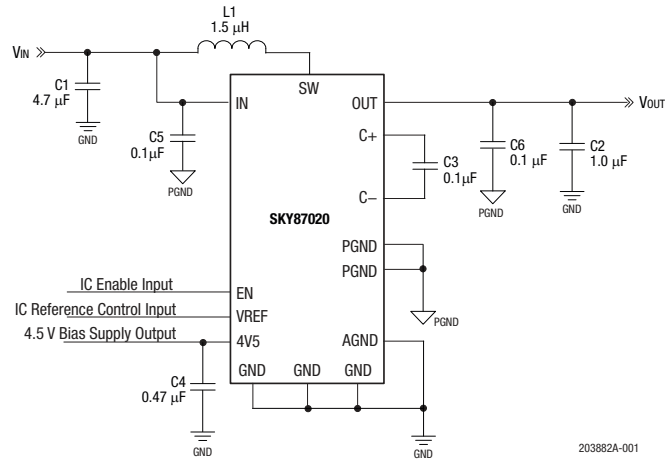 L1
1.5 μH
VIN
C1
4.7 μF
GND
IN
SW
OUT
VOUT
C5
0.1μF
PGND
C+
C3
0.1μF
C–
C6
0.1 μF
PGND
C2
1.0 μF
GND
SKY87020
PGND
PGND
PGND
IC Enable Input
EN
IC Reference Control Input
VREF
4.5 V Bias Supply Output
4V5
AGND
GND GND GND
C4
0.47 μF
GND
GND
203882A-001